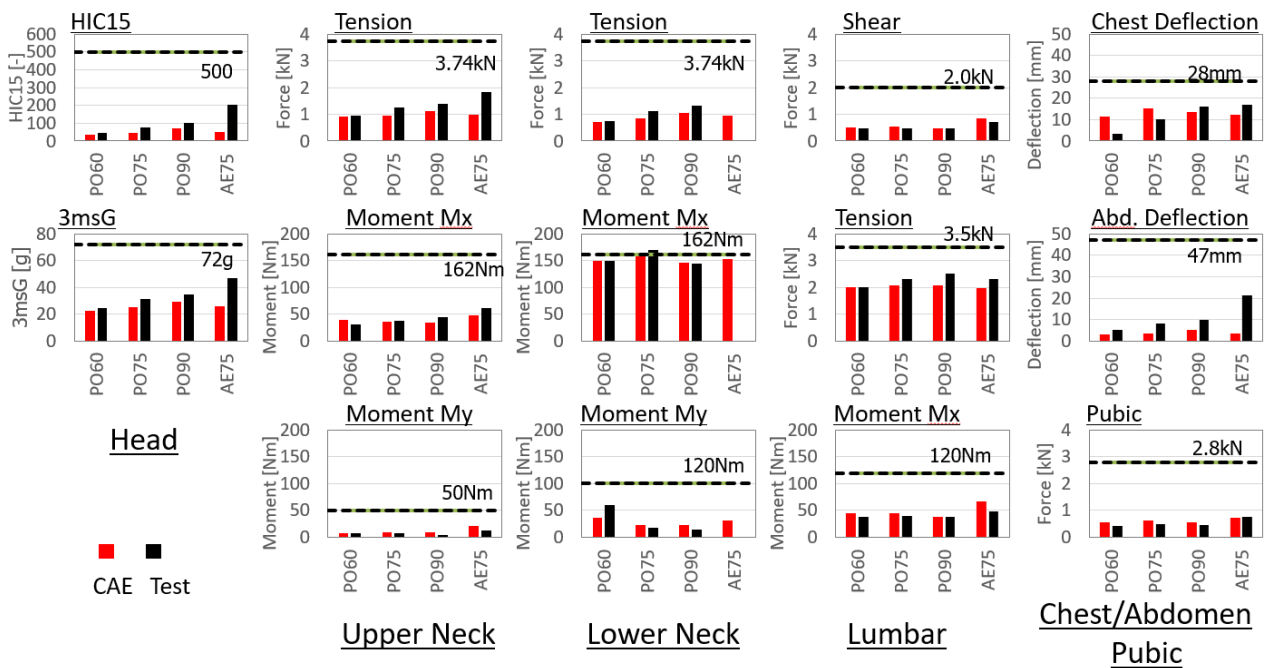 HIC15
HIC15 [-]
600
500
400
300
200
100
0
500
PO60
PO75
PO90
AE75
Tension
Force [kN]
4
3
2
1
0
3.74kN
PO60
PO75
PO90
AE75
Tension
Force [kN]
4
3
2
1
0
3.74kN
PO60
PO75
PO90
AE75
Shear
Force [kN]
4
3
2
1
0
2.0kN
PO60
PO75
PO90
AE75
Chest Deflection
Deflection [mm]
50
40
30
20
10
0
28mm
PO60
PO75
PO90
AE75
3msG
3msG [g]
80
60
40
20
0
72g
PO60
PO75
PO90
AE75
Moment Mx
Moment [Nm]
200
150
100
50
0
162Nm
PO60
PO75
PO90
AE75
Moment Mx
Moment [Nm]
200
150
100
50
0
162Nm
PO60
PO75
PO90
AE75
Tension
Force [kN]
4
3
2
1
0
3.5kN
PO60
PO75
PO90
AE75
Abd. Deflection
Deflection [mm]
50
40
30
20
10
0
47mm
PO60
PO75
PO90
AE75
Head
Moment My
Moment [Nm]
200
150
100
50
0
50Nm
PO60
PO75
PO90
AE75
Moment My
Moment [Nm]
200
150
100
50
0
120Nm
PO60
PO75
PO90
AE75
Moment Mx
Moment [Nm]
200
150
100
50
0
120Nm
PO60
PO75
PO90
AE75
Pubic
Force [kN]
4
3
2
1
0
2.8kN
PO60
PO75
PO90
AE75
CAE Test
Upper Neck
Lower Neck
Lumbar
Chest/Abdomen
Pubic